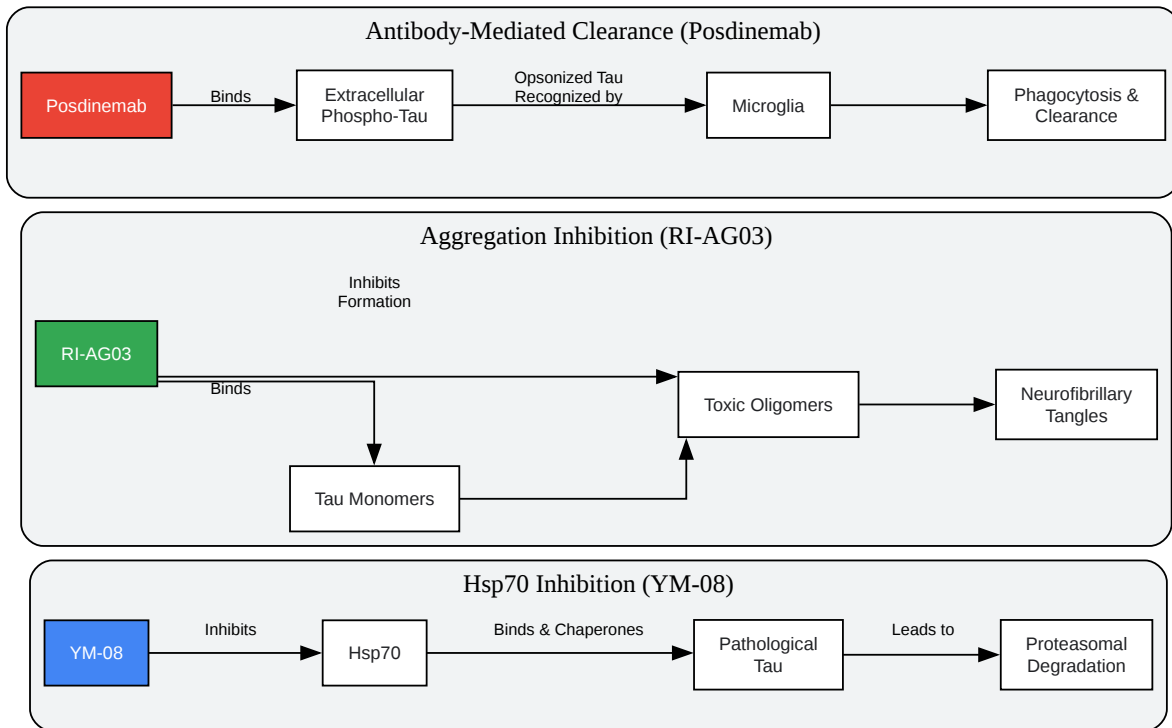 Antibody-Mediated Clearance (Posdinemab)
Posdinemab
Binds
Extracellular
Phospho-Tau
Opsonized Tau
Recognized by
Microglia
Phagocytosis &
Clearance
Aggregation Inhibition (RI-AG03)
Inhibits
Formation
RI-AG03
Binds
Toxic Oligomers
Neurofibrillary
Tangles
Tau Monomers
Hsp70 Inhibition (YM-08)
YM-08
Inhibits
Hsp70
Binds & Chaperones
Pathological
Tau
Leads to
Proteasomal
Degradation